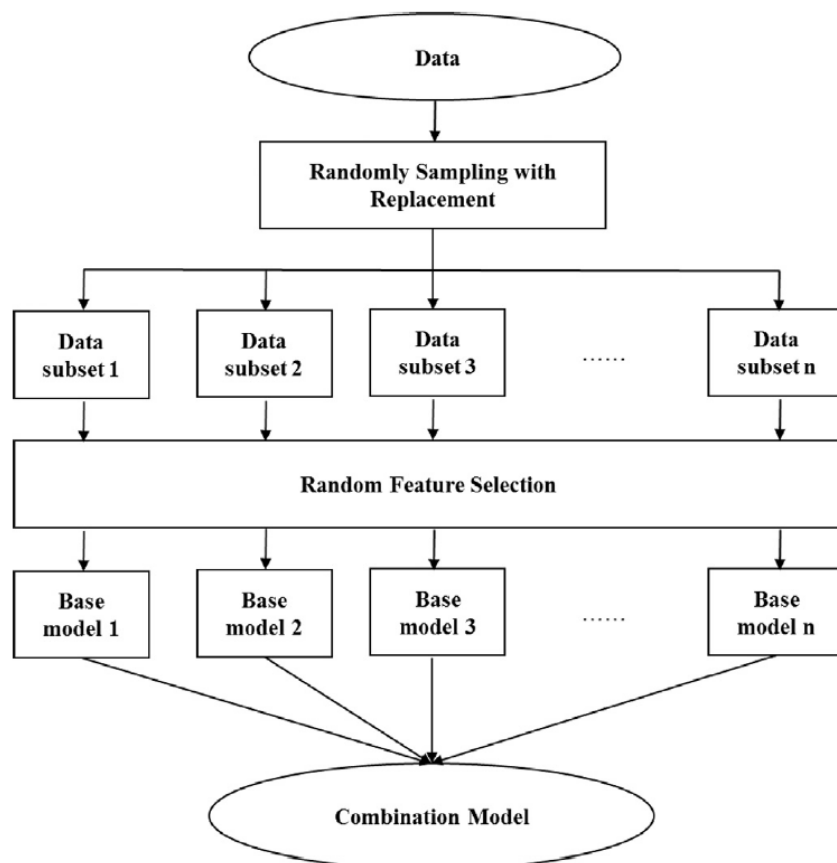 Data
Randomly Sampling with
Replacement
Data
subset 1
Data
subset 2
Data
subset 3
......
Data
subset n
Random Feature Selection
Base
model 1
Base
model 2
Base
model 3
......
Base
model n
Combination Model